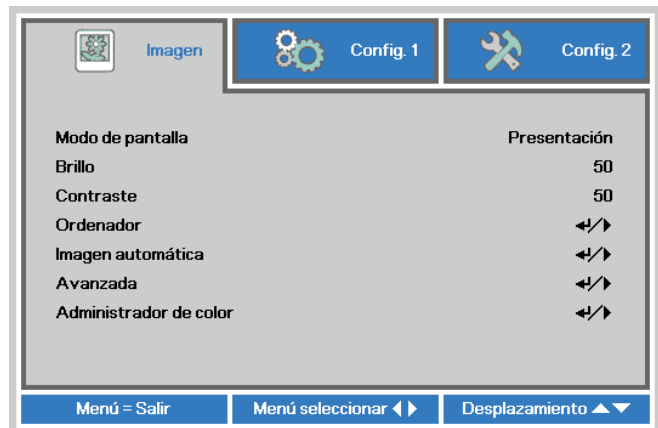 Imagen Config. 1 Config. 2
Modo de pantalla Presentación
Brillo 50
Contraste 50
Ordenador
Imagen automática
Avanzada
Administrador de color
Menú = Salir Menú seleccionar Desplazamiento